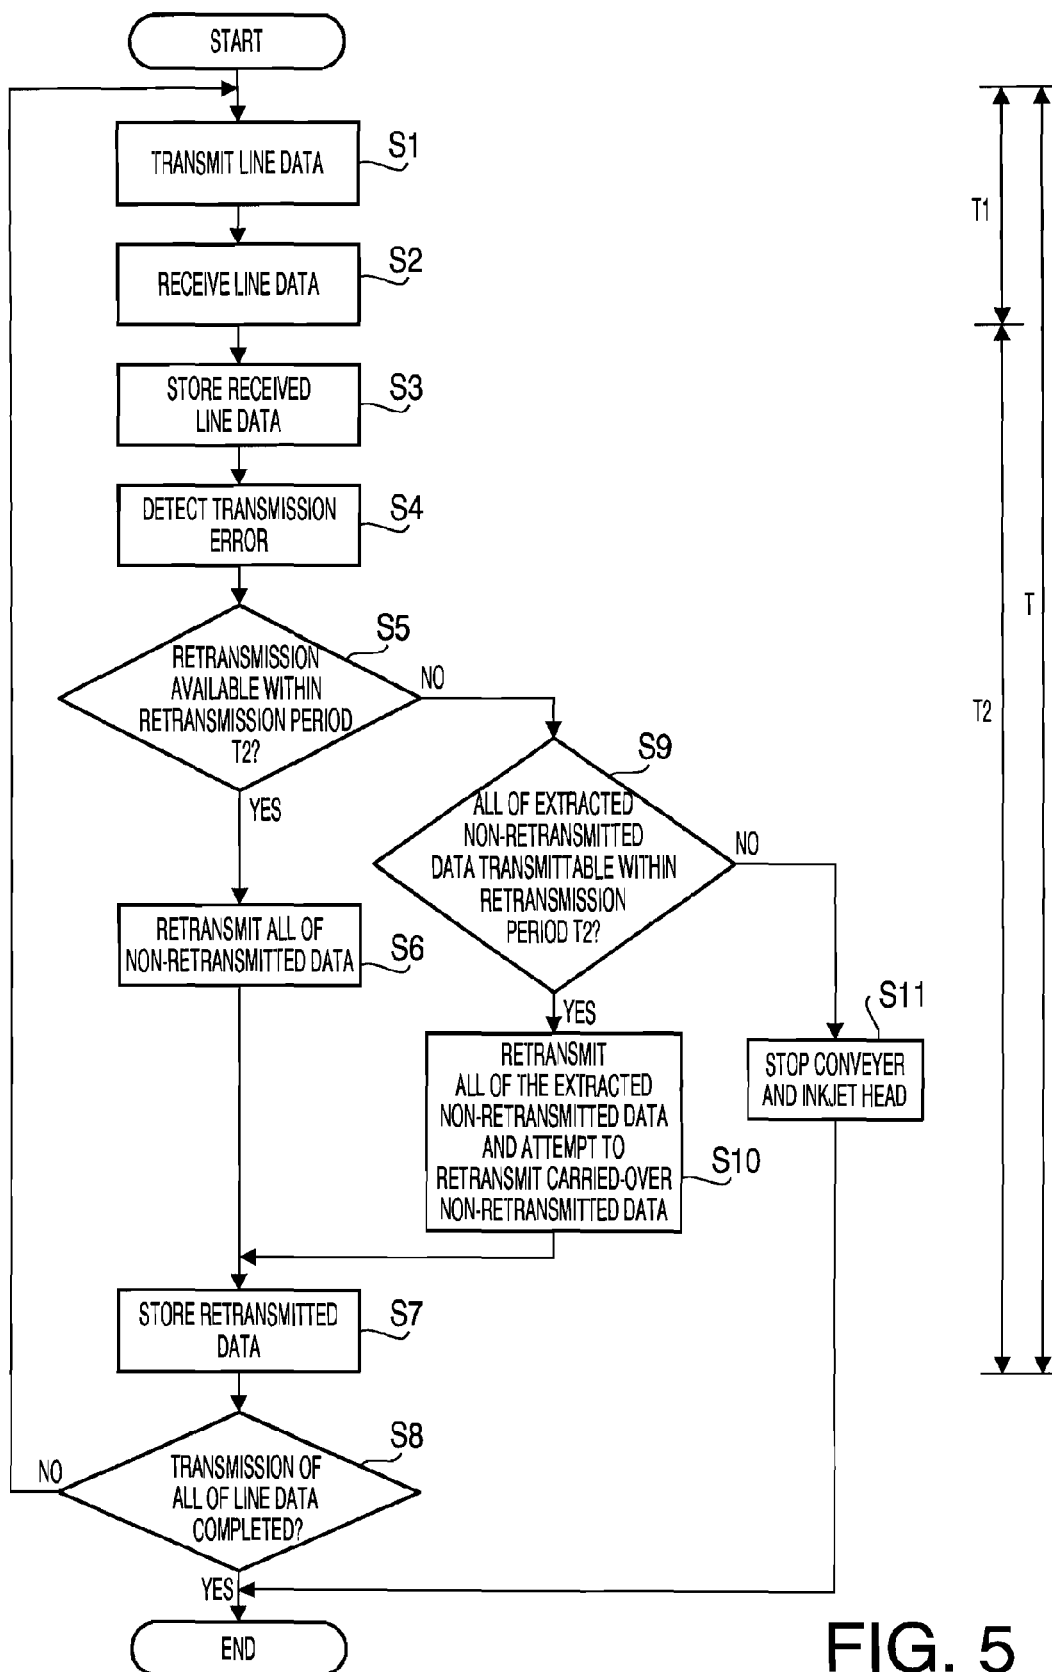 START
TRANSMIT LINE DATA
S1
T1
RECEIVE LINE DATA
S2
STORE RECEIVED
LINE DATA
S3
DETECT TRANSMISSION
ERROR
S4
T
T2
RETRANSMISSION
AVAILABLE WITHIN
RETRANSMISSION PERIOD
T2?
S5
NO
YES
ALL OF EXTRACTED
NON-RETRANSMITTED
DATA TRANSMITTABLE WITHIN
RETRANSMISSION
PERIOD T2?
S9
NO
YES
RETRANSMIT ALL OF
NON-RETRANSMITTED DATA
S6
RETRANSMIT
ALL OF THE EXTRACTED
NON-RETRANSMITTED DATA
AND ATTEMPT TO
RETRANSMIT CARRIED-OVER
NON-RETRANSMITTED DATA
S10
S11
STOP CONVEYER
AND INKJET HEAD
STORE RETRANSMITTED
DATA
S7
TRANSMISSION OF
ALL OF LINE DATA
COMPLETED?
S8
NO
YES
END
FIG. 5